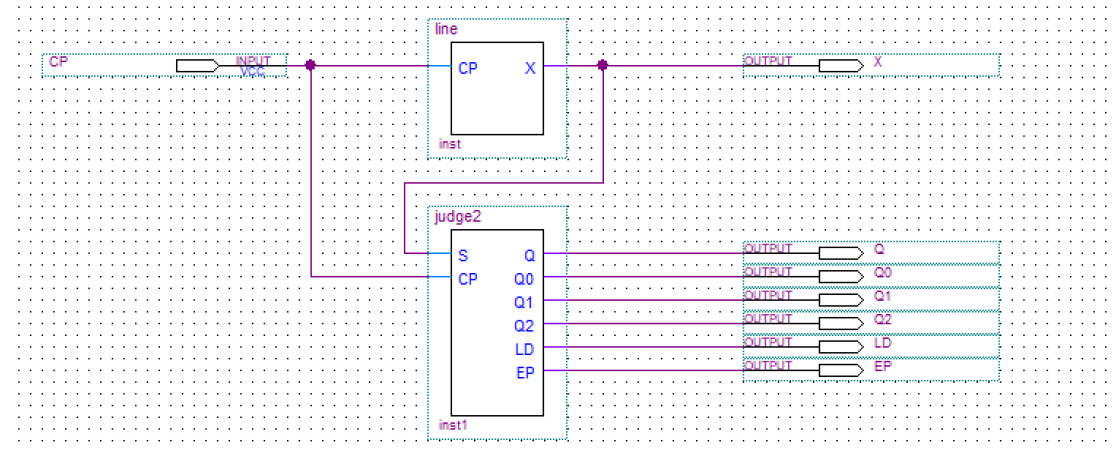 line
CP INPUT VCC CP X OUTPUT X
inst
judge2
S Q OUTPUT Q
CP Q0 OUTPUT Q0
Q1 OUTPUT Q1
Q2 OUTPUT Q2
LD OUTPUT LD
EP OUTPUT EP
inst1